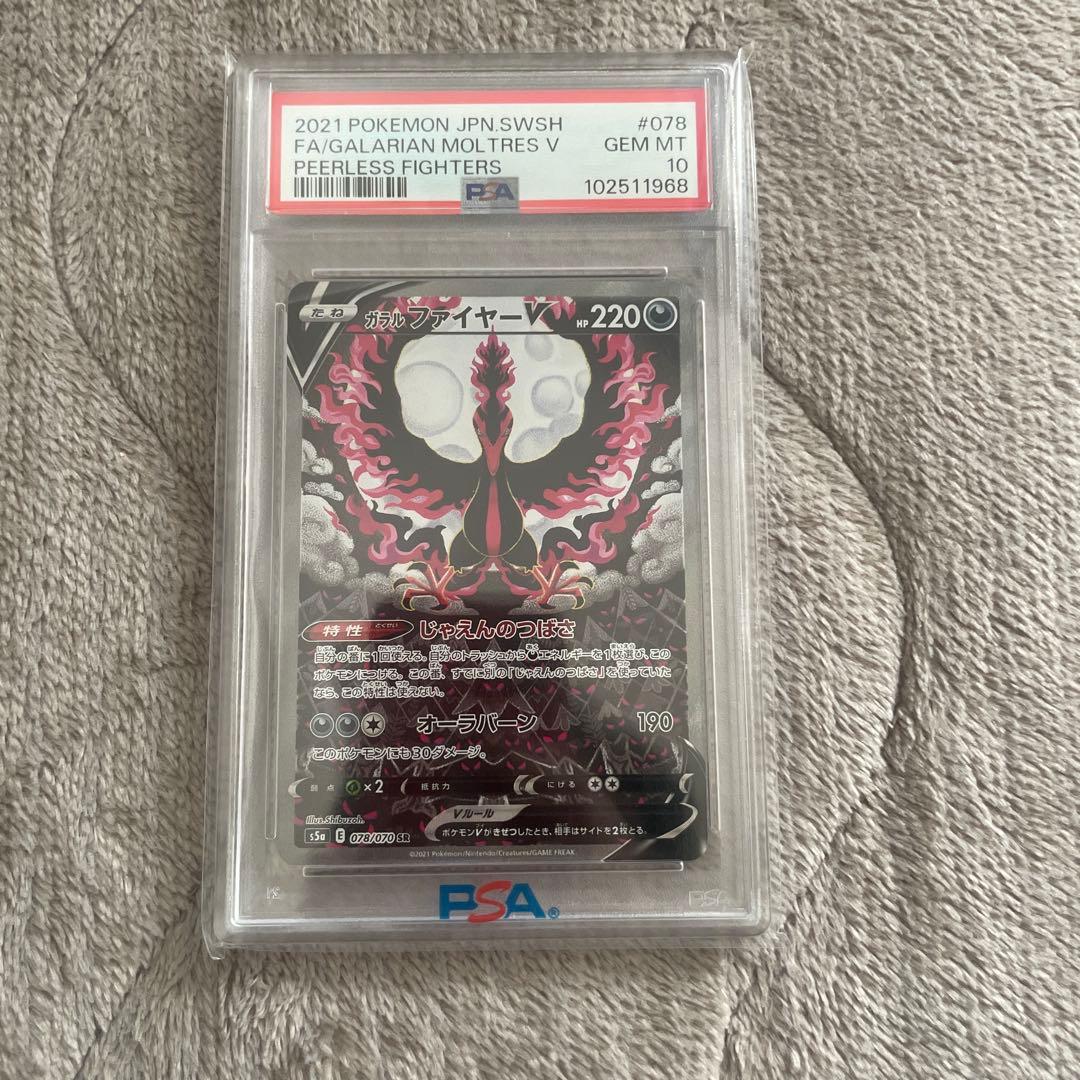 2021 POKEMON JPN.SWSH #078
FA/GALARIAN MOLTRES V GEM MT
PEERLESS FIGHTERS 10
PSA 102511968
たね ガラル ファイヤーV HP 220
特性 とくせい じゃえんのつばさ
自分の番に1回使える。自分のトラッシュからエネルギーを1枚選び、この
ポケモンにつける。この番、すでに別の「じゃえんのつばさ」を使っていた
なら、この特性は使えない。
オーラバーン 190
このポケモンにも30ダメージ。
弱点 ×2 抵抗力 にげる
Vルール
ポケモンVがきぜつしたとき、相手はサイドを2枚とる。
Illus. Shibuzoh.
s5a E 078/070 SR
©2021 Pokémon/Nintendo/Creatures/GAME FREAK
PSA®
PSA